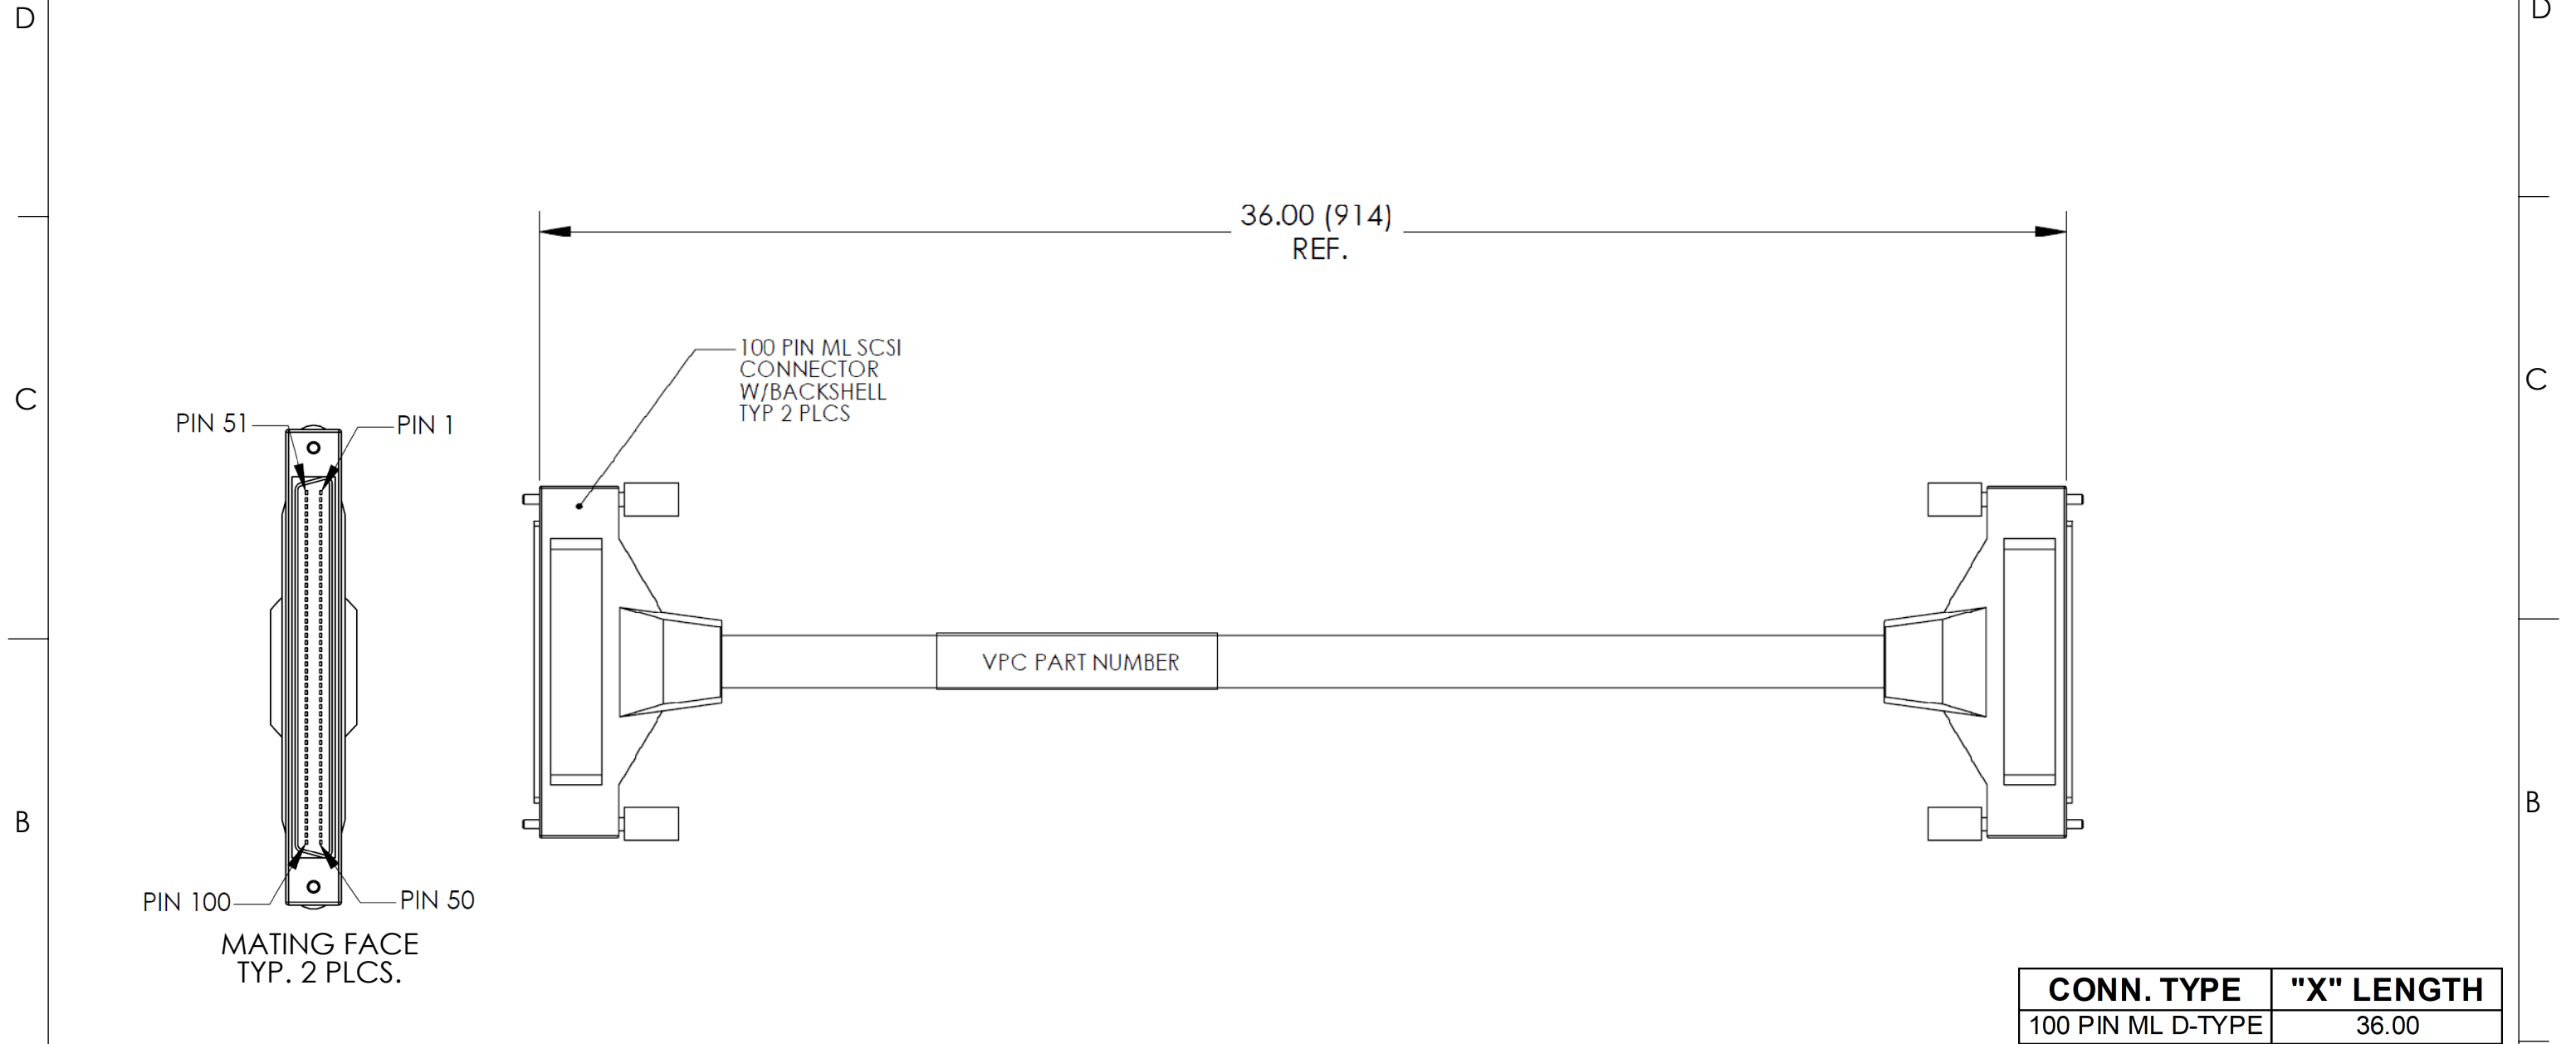 D
D
36.00 (914)
REF.
100 PIN ML SCSI
CONNECTOR
W/BACKSHELL
TYP 2 PLCS
C
C
PIN 51
PIN 1
VPC PART NUMBER
B
B
PIN 100
PIN 50
MATING FACE
TYP. 2 PLCS.
CONN. TYPE "X" LENGTH
100 PIN ML D-TYPE 36.00